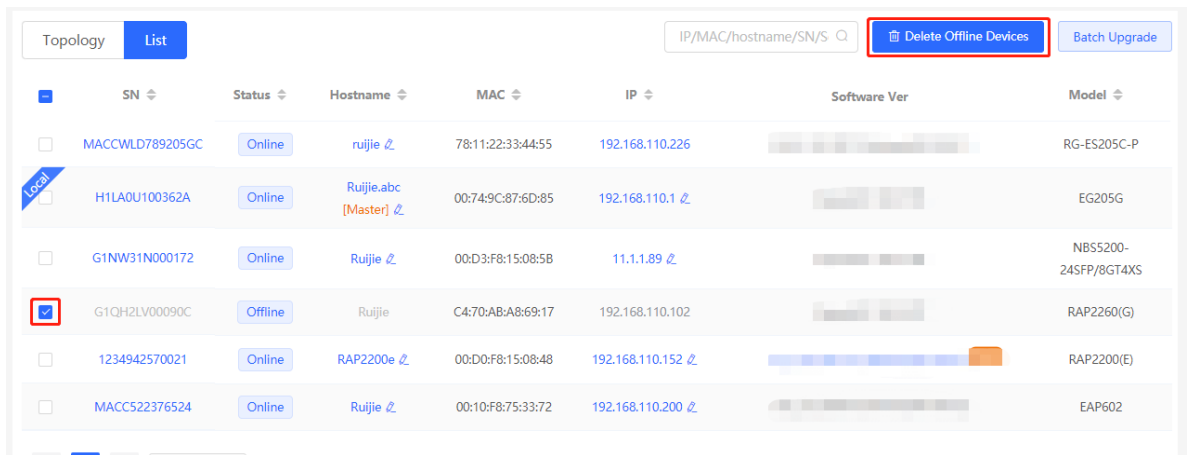 Topology List IP/MAC/hostname/SN/S Delete Offline Devices Batch Upgrade
SN Status Hostname MAC IP Software Ver Model
MACCWLD789205GC Online ruijie 78:11:22:33:44:55 192.168.110.226 RG-ES205C-P
Local
H1LA0U100362A Online Ruijie.abc 00:74:9C:87:6D:85 192.168.110.1 EG205G
[Master]
G1NW31N000172 Online Ruijie 00:D3:F8:15:08:5B 11.1.1.89 NBS5200-
24SFP/8GT4XS
G1QH2LV00090C Offline Ruijie C4:70:AB:A8:69:17 192.168.110.102 RAP2260(G)
1234942570021 Online RAP2200e 00:D0:F8:15:08:48 192.168.110.152 RAP2200(E)
MACC522376524 Online Ruijie 00:10:F8:75:33:72 192.168.110.200 EAP602